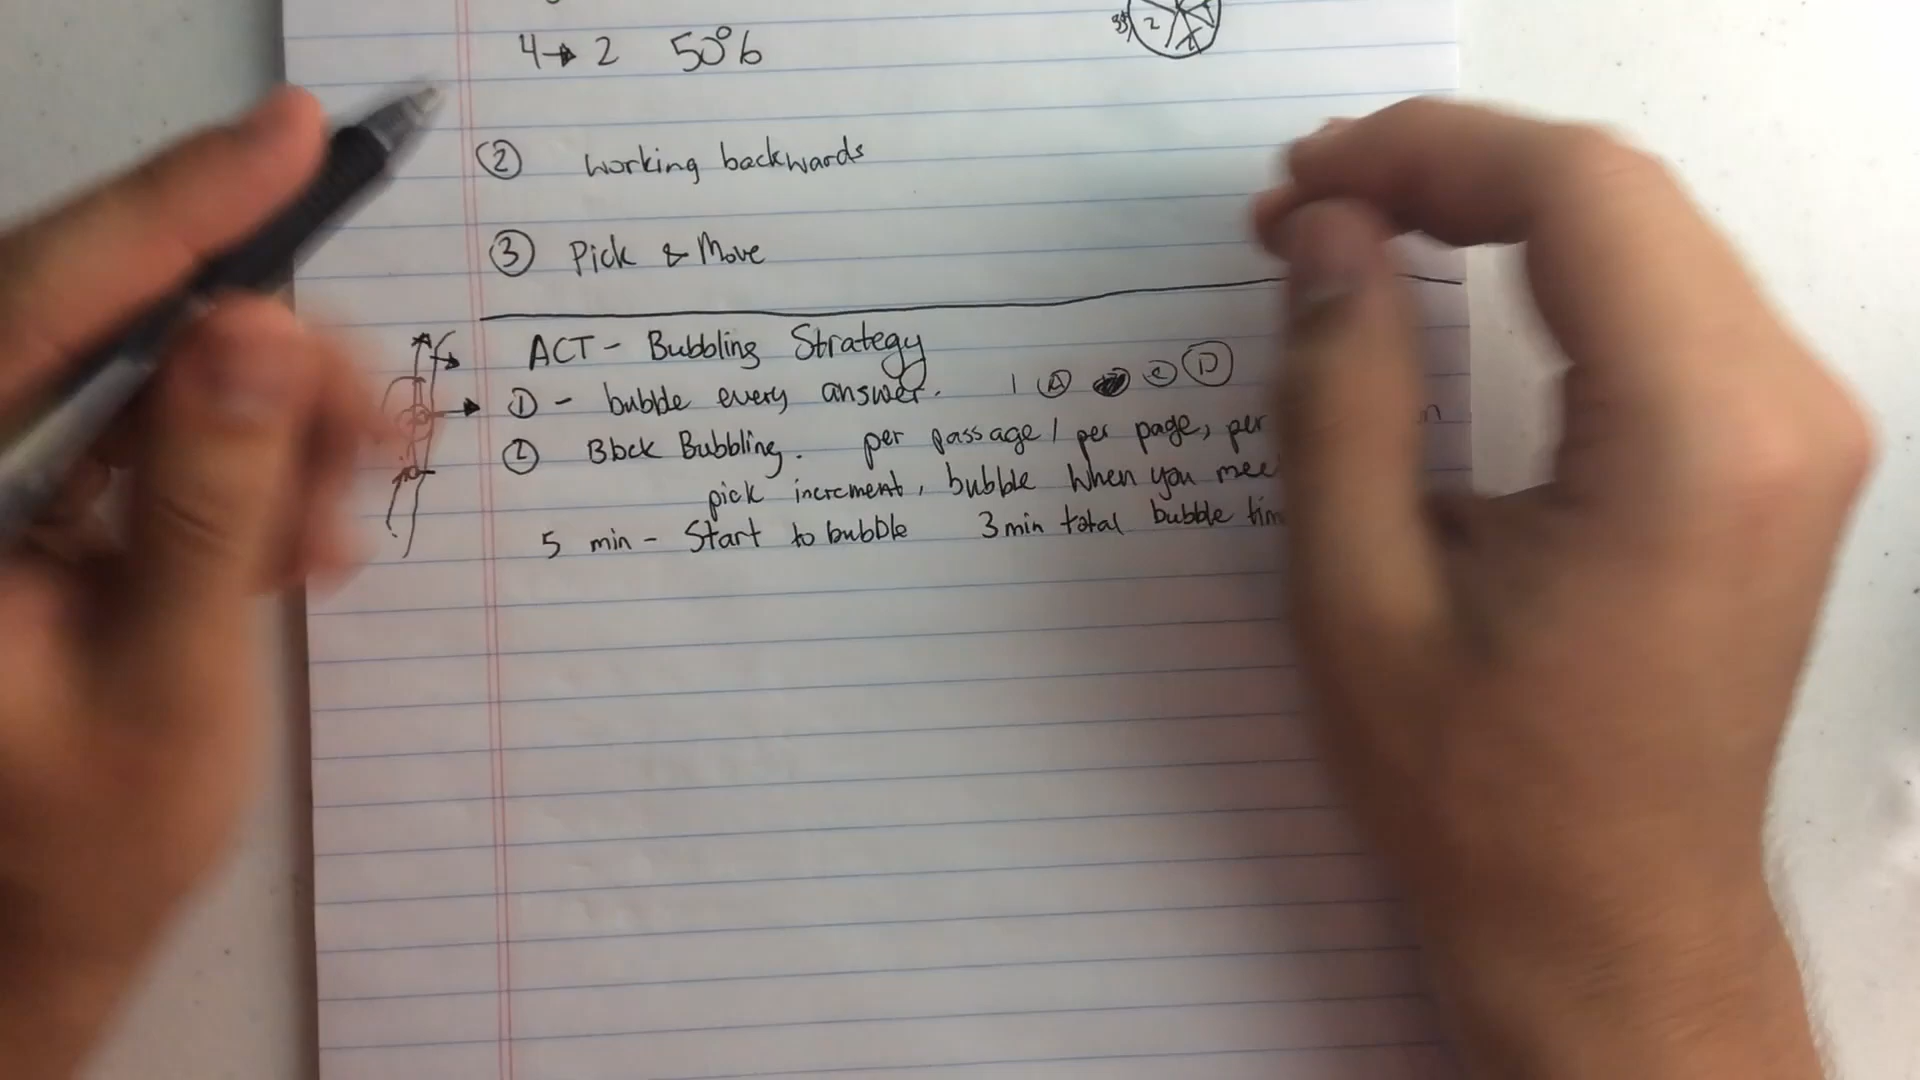 4→2 50%
② Working backwards
③ Pick & Move
ACT - Bubbling Strategy
① - bubble every answer. 1 Ⓐ Ⓒ Ⓓ
② Block Bubbling. per passage / per page, per
pick increment, bubble when you
5 min - Start to bubble 3 min total bubble